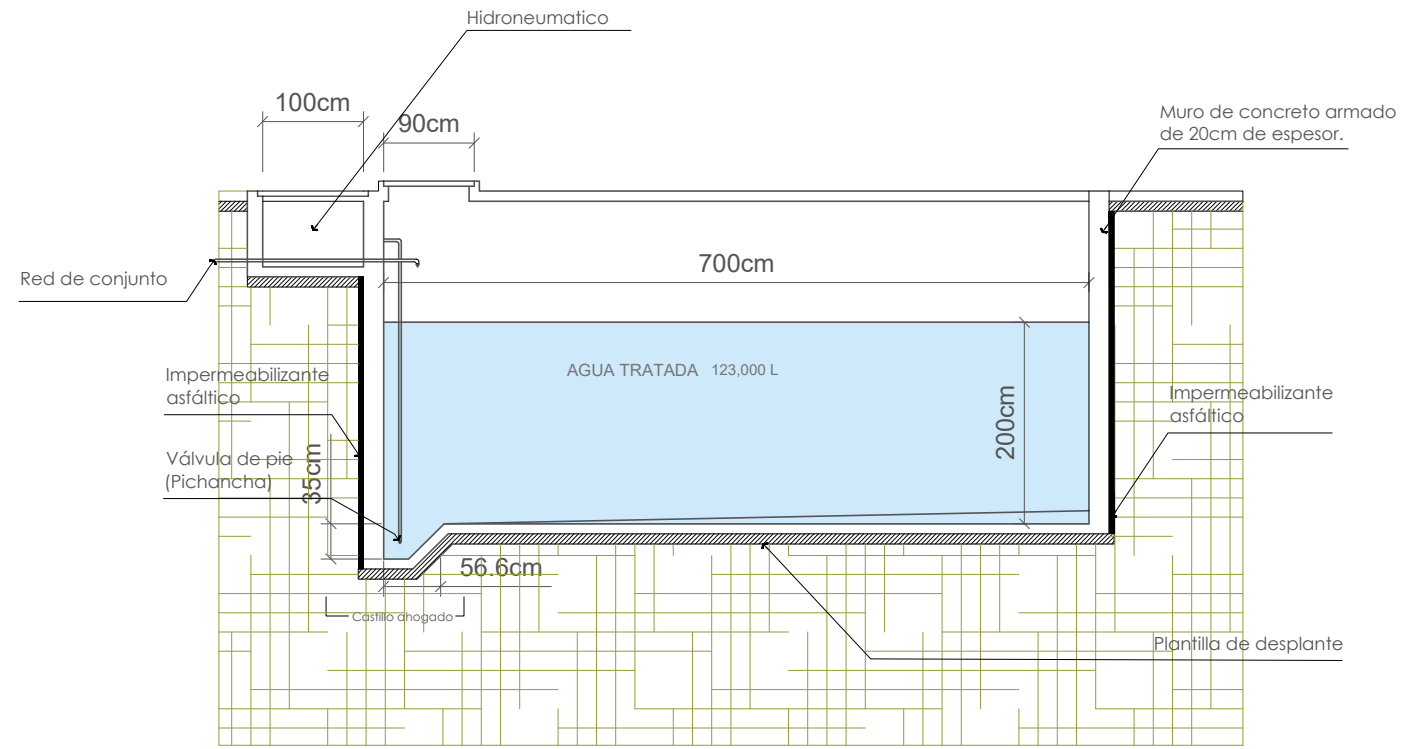 Hidroneumatico
100cm
90cm
Muro de concreto armado
de 20cm de espesor.
Red de conjunto
700cm
AGUA TRATADA 123,000 L
Impermeabilizante
asfáltico
Impermeabilizante
asfáltico
200cm
Válvula de pie
(Pichancha)
35cm
56.6cm
Castillo ahogado
Plantilla de desplante